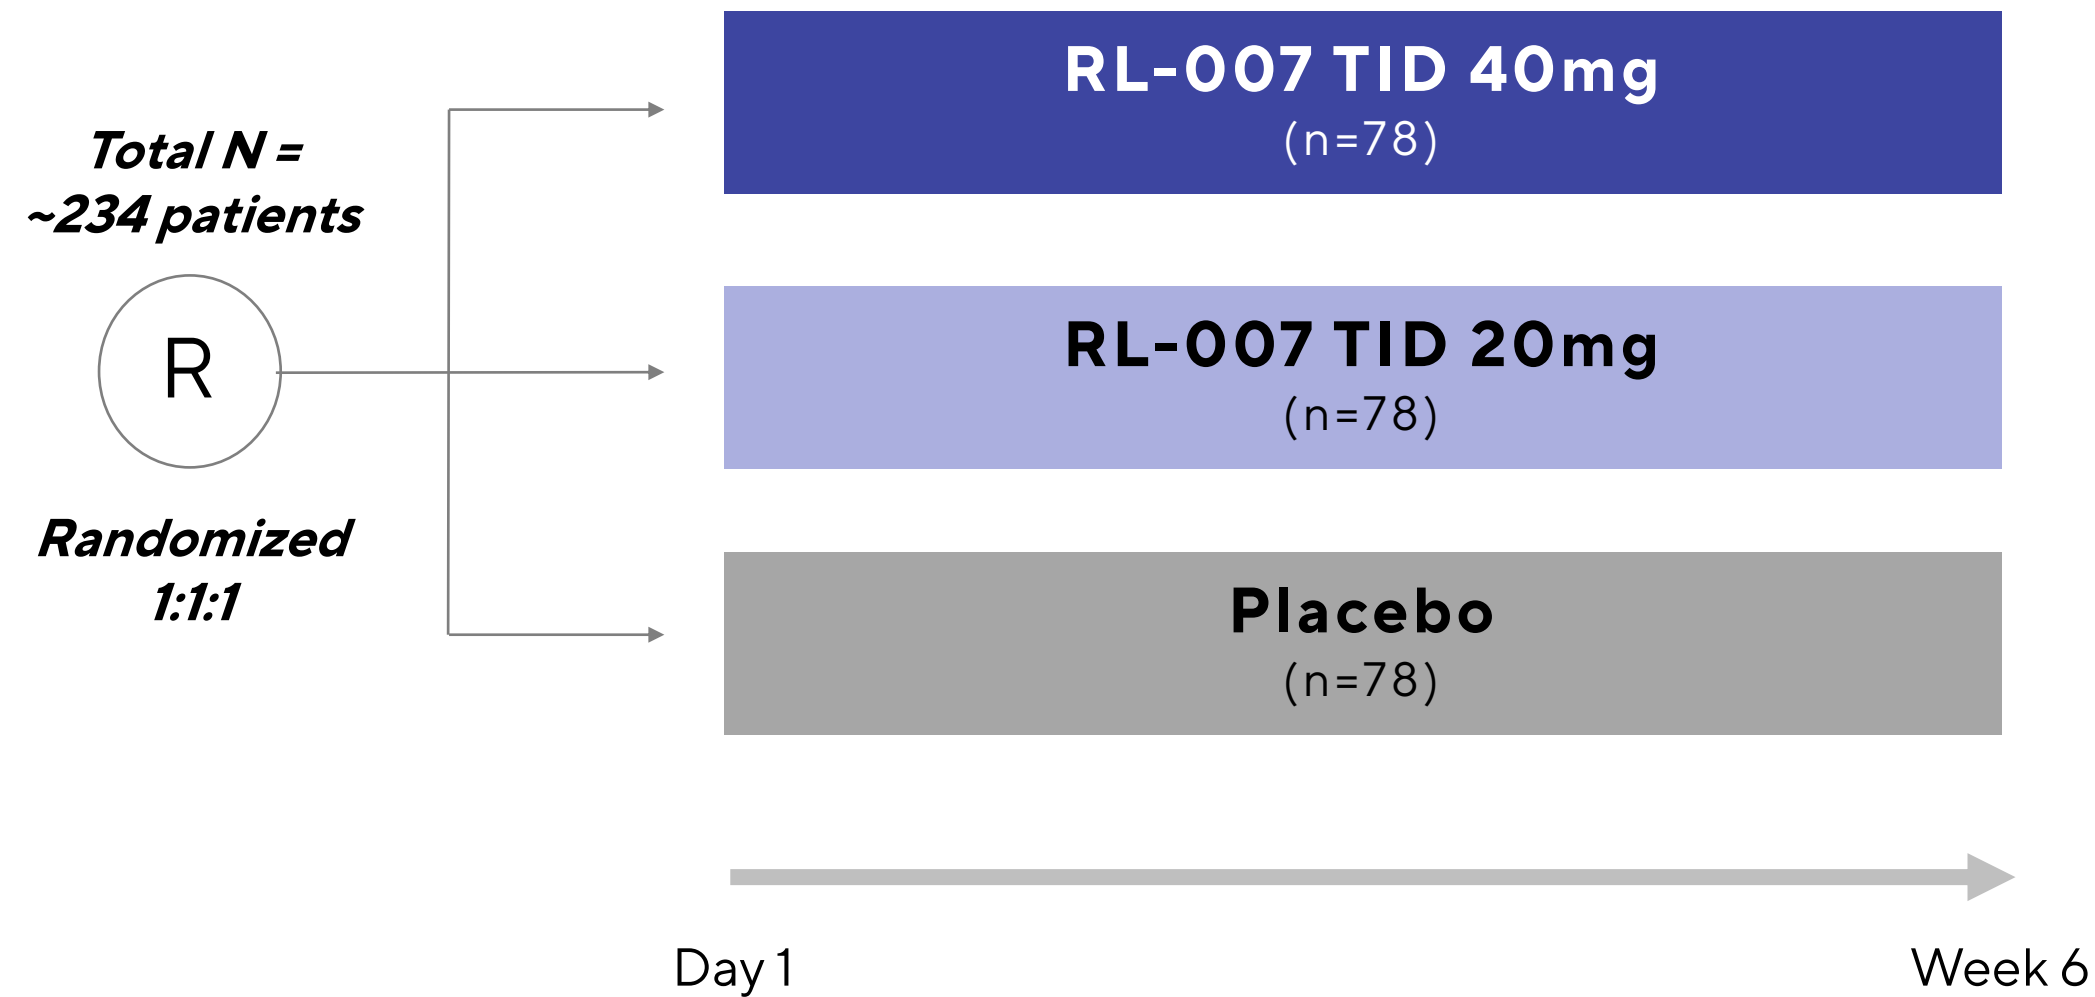 Total N =
~234 patients
R
Randomized
1:1:1
RL-007 TID 40mg
(n=78)
RL-007 TID 20mg
(n=78)
Placebo
(n=78)
Day 1
Week 6